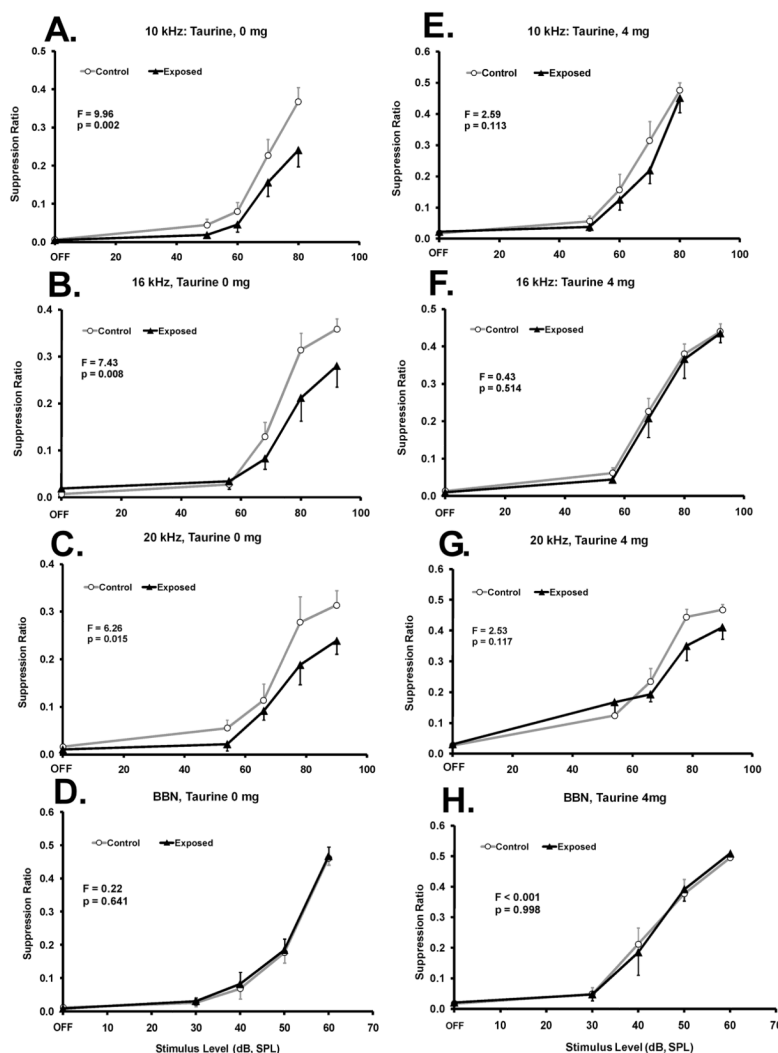 A.
10 kHz: Taurine, 0 mg
0.5
0.4
0.3
0.2
0.1
0.0
Suppression Ratio
Control
Exposed
F = 9.96
p = 0.002
OFF 20 40 60 80 100
E.
10 kHz: Taurine, 4 mg
0.6
0.5
0.4
0.3
0.2
0.1
0.0
Suppression Ratio
Control
Exposed
F = 2.59
p = 0.113
OFF 20 40 60 80 100
B.
16 kHz, Taurine 0 mg
0.4
0.3
0.2
0.1
0.0
Suppression Ratio
Control
Exposed
F = 7.43
p = 0.008
OFF 20 40 60 80 100
F.
16 kHz: Taurine 4 mg
0.5
0.4
0.3
0.2
0.1
0.0
Suppression Ratio
Control
Exposed
F = 0.43
p = 0.514
OFF 20 40 60 80 100
C.
20 kHz, Taurine 0 mg
0.4
0.3
0.2
0.1
0.0
Suppression Ratio
Control
Exposed
F = 6.26
p = 0.015
OFF 20 40 60 80 100
G.
20 kHz, Taurine 4 mg
0.6
0.5
0.4
0.3
0.2
0.1
0.0
Suppression Ratio
Control
Exposed
F = 2.53
p = 0.117
OFF 20 40 60 80 100
D.
BBN, Taurine 0 mg
0.6
0.5
0.4
0.3
0.2
0.1
0.0
Suppression Ratio
Control
Exposed
F = 0.22
p = 0.641
OFF 10 20 30 40 50 60 70
Stimulus Level (dB, SPL)
H.
BBN, Taurine 4mg
0.6
0.5
0.4
0.3
0.2
0.1
0.0
Suppression Ratio
Control
Exposed
F < 0.001
p = 0.998
OFF 10 20 30 40 50 60 70
Stimulus Level (dB, SPL)